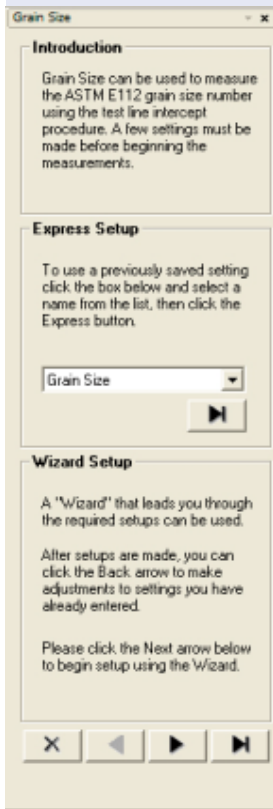 Grain Size
Introduction
Grain Size can be used to measure
the ASTM E112 grain size number
using the test line intercept
procedure. A few settings must be
made before beginning the
measurements.
Express Setup
To use a previously saved setting
click the box below and select a
name from the list, then click the
Express button.
Grain Size
Wizard Setup
A "Wizard" that leads you through
the required setups can be used.
After setups are made, you can
click the Back arrow to make
adjustments to settings you have
already entered.
Please click the Next arrow below
to begin setup using the Wizard.